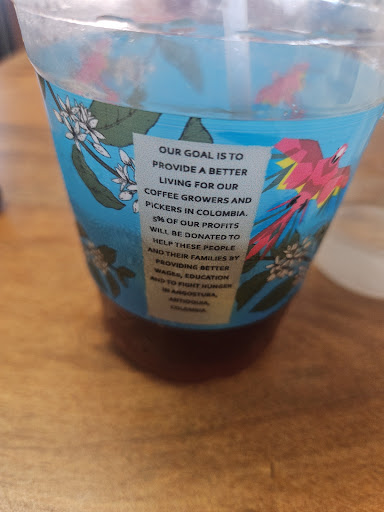 OUR GOAL IS TO
PROVIDE A BETTER
LIVING FOR OUR
COFFEE GROWERS AND
PICKERS IN COLOMBIA.
5% OF OUR PROFITS
WILL BE DONATED TO
HELP THESE PEOPLE
AND THEIR FAMILIES BY
PROVIDING BETTER
WAGES, EDUCATION
AND TO FIGHT HUNGER
IN ANGOSTURA,
ANTIOQUIA,
COLOMBIA.